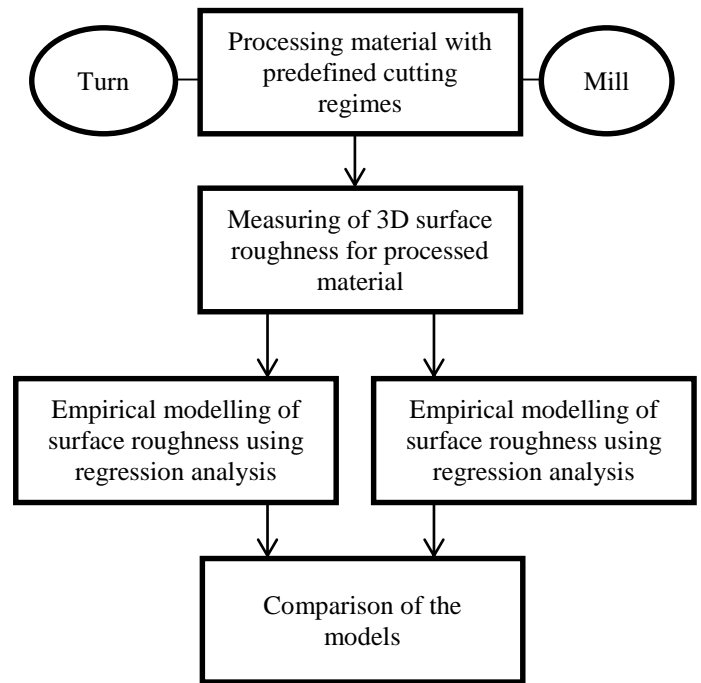 Processing material with
predefined cutting
regimes
Turn
Mill
Measuring of 3D surface
roughness for processed
material
Empirical modelling of
surface roughness using
regression analysis
Empirical modelling of
surface roughness using
regression analysis
Comparison of the
models